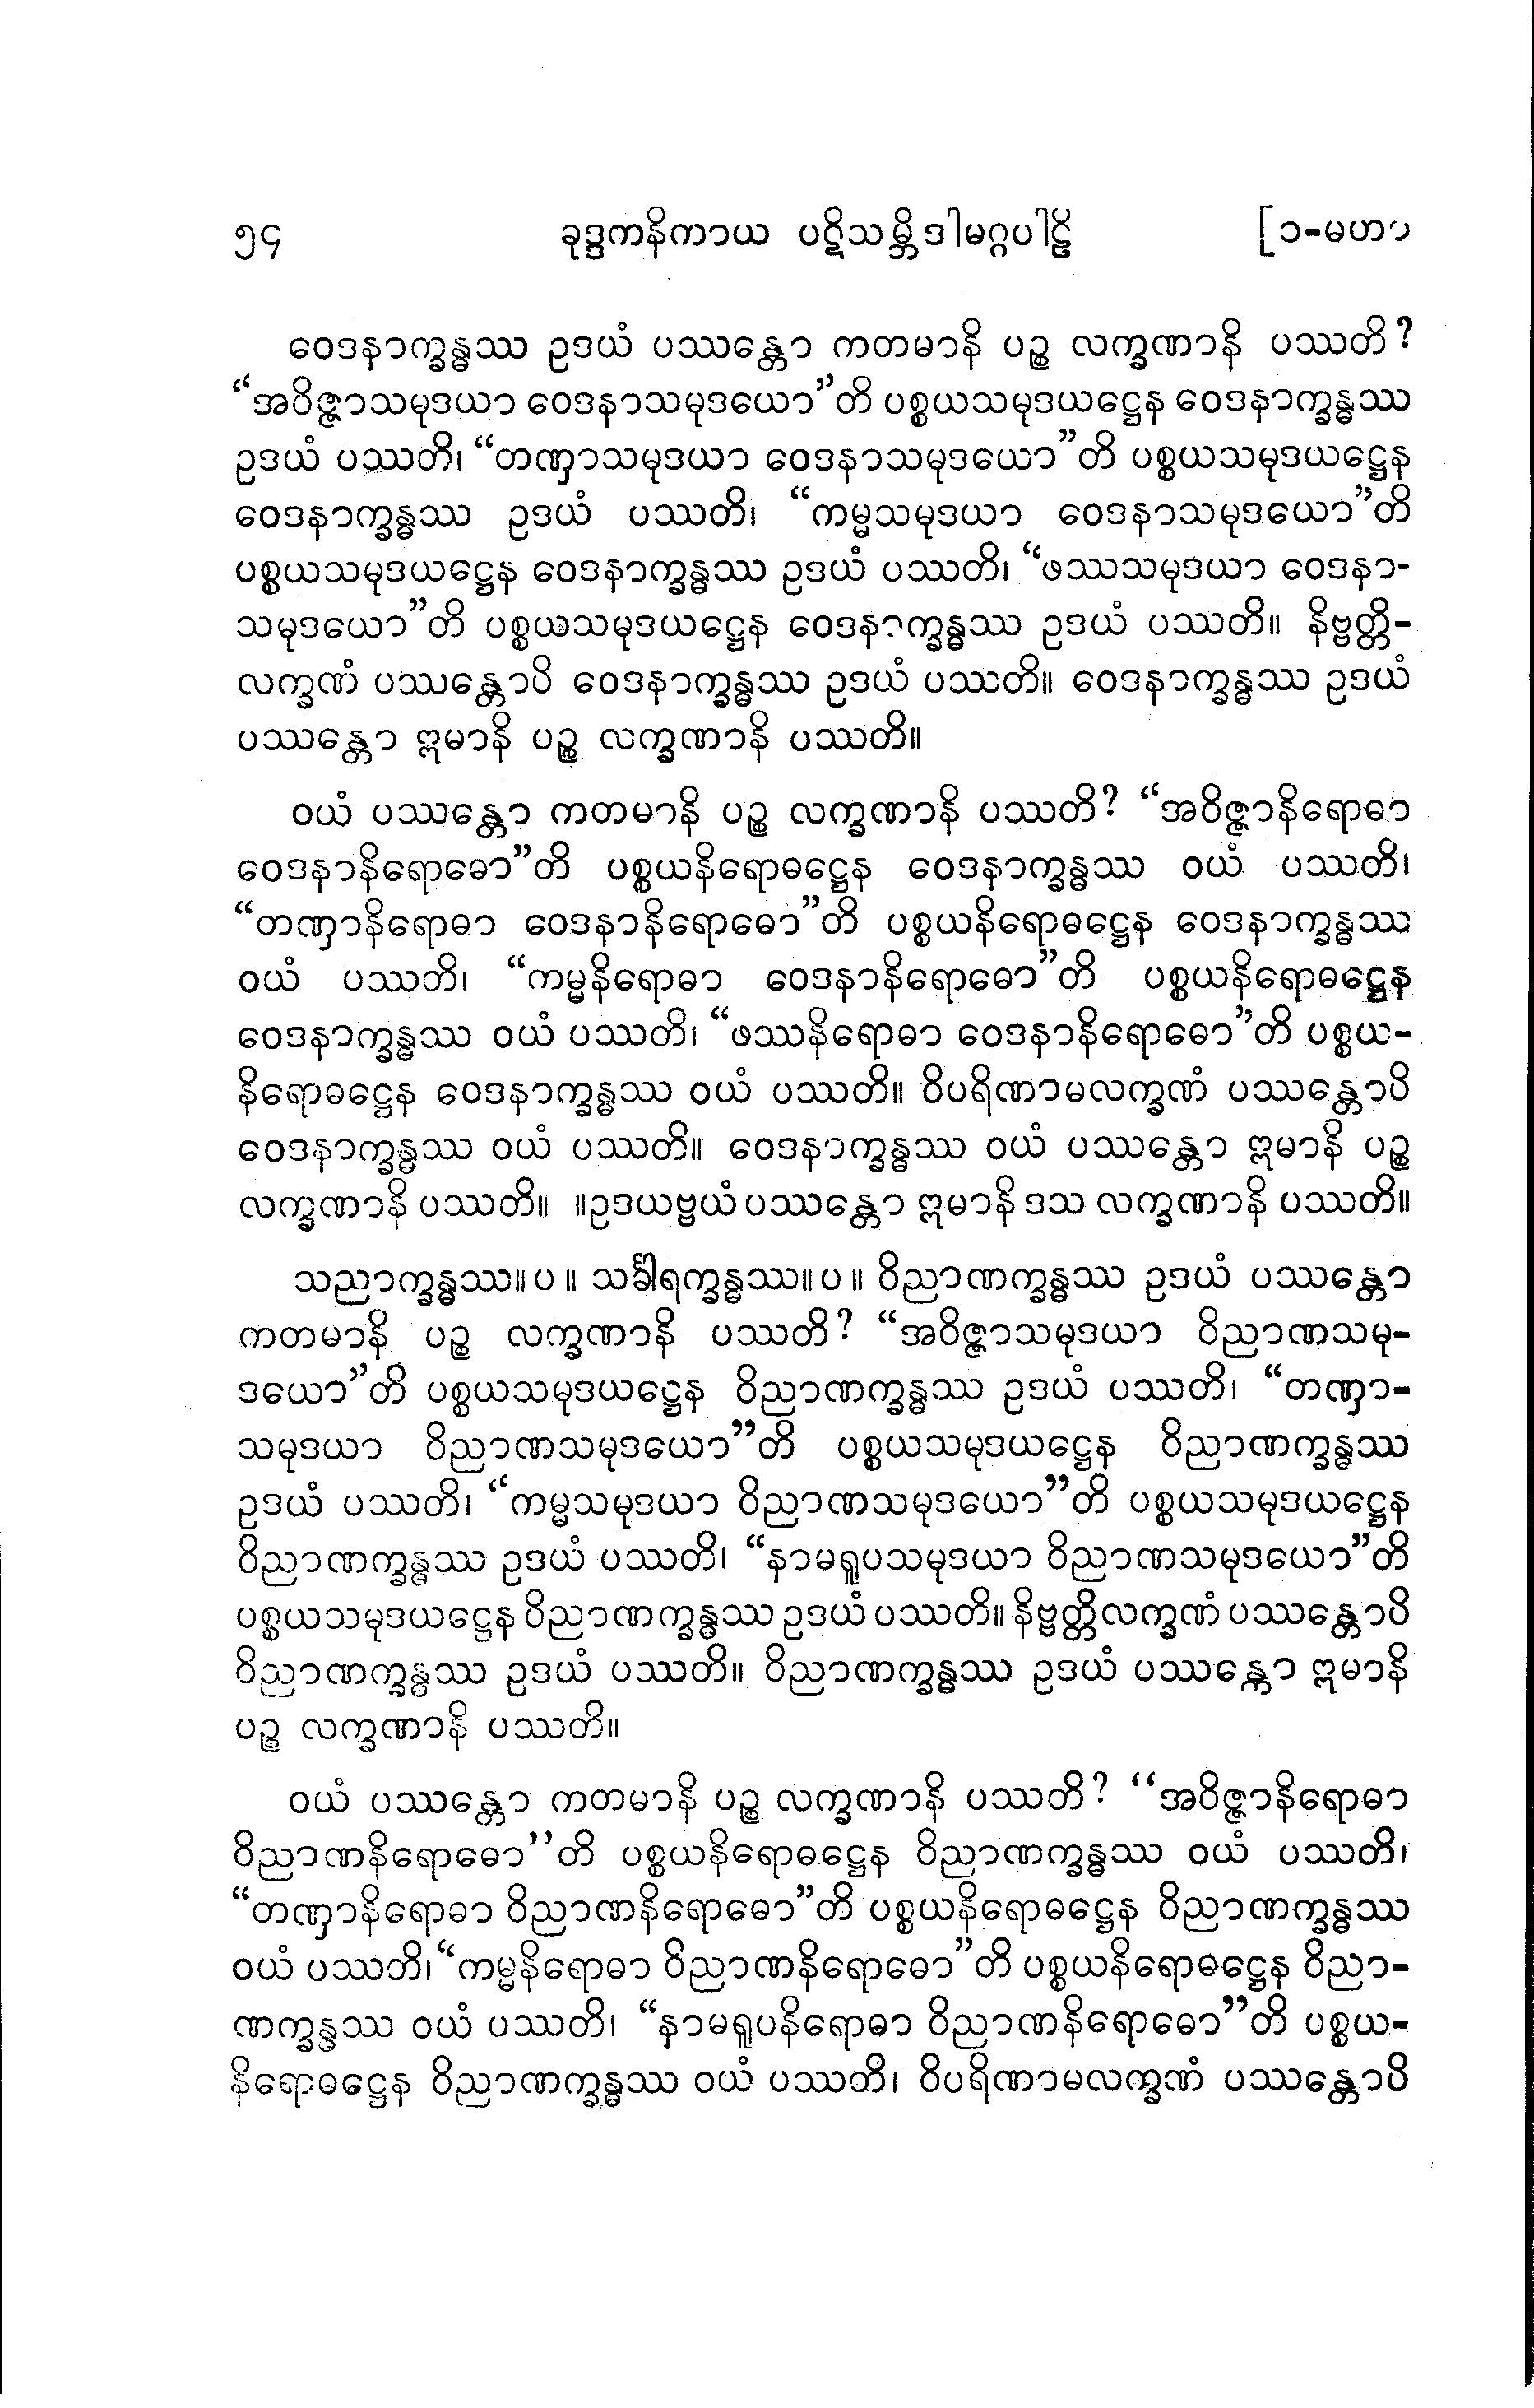 ၅၄ ခုဒ္ဒကနိကာယ ပဋိသမ္ဘိဒါမဂ္ဂပါဠိ [၁-မဟာ
ဝေဒနာက္ခန္ဓဿ ဥဒယံ ပဿန္တော ကတမာနိ ပဉ္စ လက္ခဏာနိ ပဿတိ?
“အဝိဇ္ဇာသမုဒယာ ဝေဒနာသမုဒယော”တိ ပစ္စယသမုဒယဋ္ဌေန ဝေဒနာက္ခန္ဓဿ
ဥဒယံ ပဿတိ၊ “တဏှာသမုဒယာ ဝေဒနာသမုဒယော”တိ ပစ္စယသမုဒယဋ္ဌေန
ဝေဒနာက္ခန္ဓဿ ဥဒယံ ပဿတိ၊ “ကမ္မသမုဒယာ ဝေဒနာသမုဒယော”တိ
ပစ္စယသမုဒယဋ္ဌေန ဝေဒနာက္ခန္ဓဿ ဥဒယံ ပဿတိ၊ “ဖဿသမုဒယာ ဝေဒနာ-
သမုဒယော”တိ ပစ္စယသမုဒယဋ္ဌေန ဝေဒနာက္ခန္ဓဿ ဥဒယံ ပဿတိ။ နိဗ္ဗတ္တိ-
လက္ခဏံ ပဿန္တောပိ ဝေဒနာက္ခန္ဓဿ ဥဒယံ ပဿတိ။ ဝေဒနာက္ခန္ဓဿ ဥဒယံ
ပဿန္တော ဣမာနိ ပဉ္စ လက္ခဏာနိ ပဿတိ။
ဝယံ ပဿန္တော ကတမာနိ ပဉ္စ လက္ခဏာနိ ပဿတိ? “အဝိဇ္ဇာနိရောဓာ
ဝေဒနာနိရောဓော”တိ ပစ္စယနိရောဓဋ္ဌေန ဝေဒနာက္ခန္ဓဿ ဝယံ ပဿတိ၊
“တဏှာနိရောဓာ ဝေဒနာနိရောဓော”တိ ပစ္စယနိရောဓဋ္ဌေန ဝေဒနာက္ခန္ဓဿ
ဝယံ ပဿတိ၊ “ကမ္မနိရောဓာ ဝေဒနာနိရောဓော”တိ ပစ္စယနိရောဓဋ္ဌေန
ဝေဒနာက္ခန္ဓဿ ဝယံ ပဿတိ၊ “ဖဿနိရောဓာ ဝေဒနာနိရောဓော”တိ ပစ္စယ-
နိရောဓဋ္ဌေန ဝေဒနာက္ခန္ဓဿ ဝယံ ပဿတိ။ ဝိပရိဏာမလက္ခဏံ ပဿန္တောပိ
ဝေဒနာက္ခန္ဓဿ ဝယံ ပဿတိ။ ဝေဒနာက္ခန္ဓဿ ဝယံ ပဿန္တော ဣမာနိ ပဉ္စ
လက္ခဏာနိ ပဿတိ။ ။ဥဒယဗ္ဗယံ ပဿန္တော ဣမာနိ ဒသ လက္ခဏာနိ ပဿတိ။
သညာက္ခန္ဓဿ။ပ။ သင်္ခါရက္ခန္ဓဿ။ပ။ ဝိညာဏက္ခန္ဓဿ ဥဒယံ ပဿန္တော
ကတမာနိ ပဉ္စ လက္ခဏာနိ ပဿတိ? “အဝိဇ္ဇာသမုဒယာ ဝိညာဏသမု-
ဒယော”တိ ပစ္စယသမုဒယဋ္ဌေန ဝိညာဏက္ခန္ဓဿ ဥဒယံ ပဿတိ၊ “တဏှာ-
သမုဒယာ ဝိညာဏသမုဒယော”တိ ပစ္စယသမုဒယဋ္ဌေန ဝိညာဏက္ခန္ဓဿ
ဥဒယံ ပဿတိ၊ “ကမ္မသမုဒယာ ဝိညာဏသမုဒယော”တိ ပစ္စယသမုဒယဋ္ဌေန
ဝိညာဏက္ခန္ဓဿ ဥဒယံ ပဿတိ၊ “နာမရူပသမုဒယာ ဝိညာဏသမုဒယော”တိ
ပစ္စယသမုဒယဋ္ဌေန ဝိညာဏက္ခန္ဓဿ ဥဒယံ ပဿတိ။ နိဗ္ဗတ္တိလက္ခဏံ ပဿန္တောပိ
ဝိညာဏက္ခန္ဓဿ ဥဒယံ ပဿတိ။ ဝိညာဏက္ခန္ဓဿ ဥဒယံ ပဿန္တော ဣမာနိ
ပဉ္စ လက္ခဏာနိ ပဿတိ။
ဝယံ ပဿန္တော ကတမာနိ ပဉ္စ လက္ခဏာနိ ပဿတိ? “အဝိဇ္ဇာနိရောဓာ
ဝိညာဏနိရောဓော”တိ ပစ္စယနိရောဓဋ္ဌေန ဝိညာဏက္ခန္ဓဿ ဝယံ ပဿတိ၊
“တဏှာနိရောဓာ ဝိညာဏနိရောဓော”တိ ပစ္စယနိရောဓဋ္ဌေန ဝိညာဏက္ခန္ဓဿ
ဝယံ ပဿတိ၊ “ကမ္မနိရောဓာ ဝိညာဏနိရောဓော”တိ ပစ္စယနိရောဓဋ္ဌေန ဝိညာ-
ဏက္ခန္ဓဿ ဝယံ ပဿတိ၊ “နာမရူပနိရောဓာ ဝိညာဏနိရောဓော”တိ ပစ္စယ-
နိရောဓဋ္ဌေန ဝိညာဏက္ခန္ဓဿ ဝယံ ပဿတိ၊ ဝိပရိဏာမလက္ခဏံ ပဿန္တောပိ